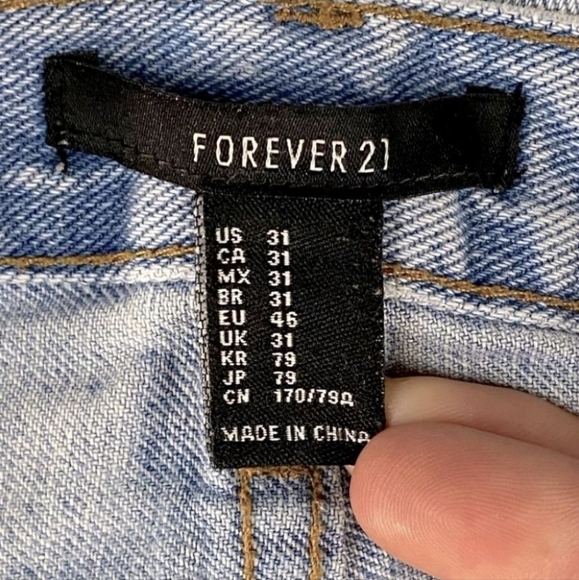 FOREVER 21
US 31
CA 31
MX 31
BR 31
EU 46
UK 31
KR 79
JP 79
CN 170/79A
MADE IN CHINA